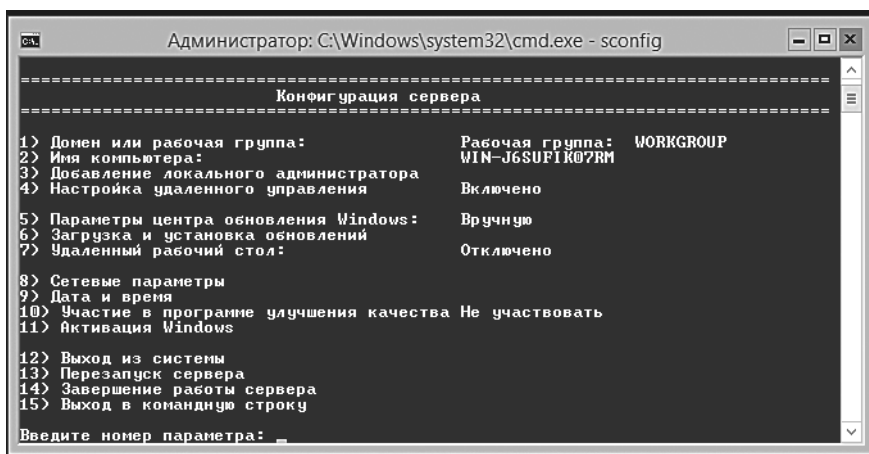 Администратор: C:\Windows\system32\cmd.exe - sconfig
===============================================================================
Конфигурация сервера
===============================================================================
1) Домен или рабочая группа: Рабочая группа: WORKGROUP
2) Имя компьютера: WIN-J6SUFIK07RM
3) Добавление локального администратора
4) Настройка удаленного управления Включено
5) Параметры центра обновления Windows: Вручную
6) Загрузка и установка обновлений
7) Удаленный рабочий стол: Отключено
8) Сетевые параметры
9) Дата и время
10) Участие в программе улучшения качества Не участвовать
11) Активация Windows
12) Выход из системы
13) Перезапуск сервера
14) Завершение работы сервера
15) Выход в командную строку
Введите номер параметра: _